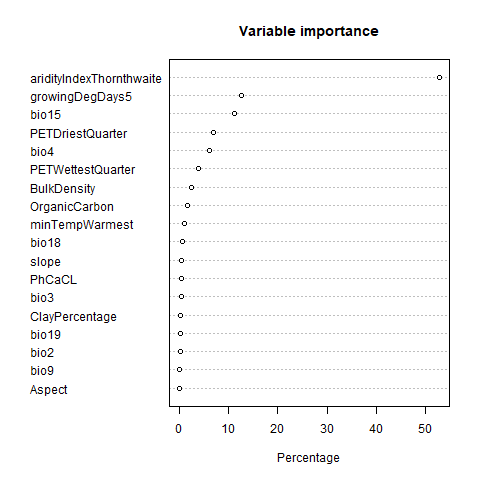 Variable importance
aridityIndexThornthwaite
growingDegDays5
bio15
PETDriestQuarter
bio4
PETWettestQuarter
BulkDensity
OrganicCarbon
minTempWarmest
bio18
slope
PhCaCL
bio3
ClayPercentage
bio19
bio2
bio9
Aspect
0 10 20 30 40 50
Percentage